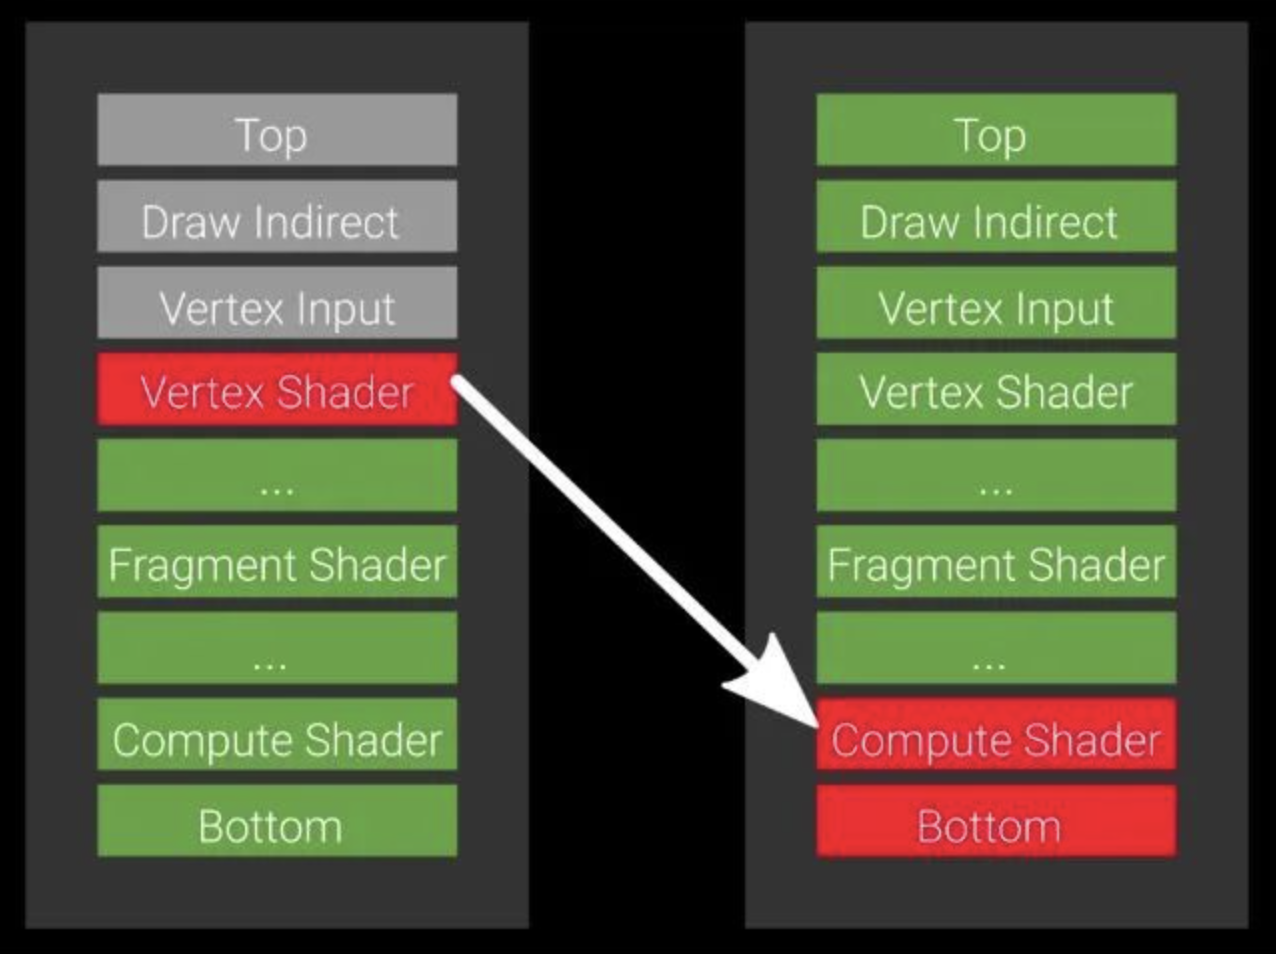 Top
Draw Indirect
Vertex Input
Vertex Shader
...
Fragment Shader
...
Compute Shader
Bottom
Top
Draw Indirect
Vertex Input
Vertex Shader
...
Fragment Shader
...
Compute Shader
Bottom